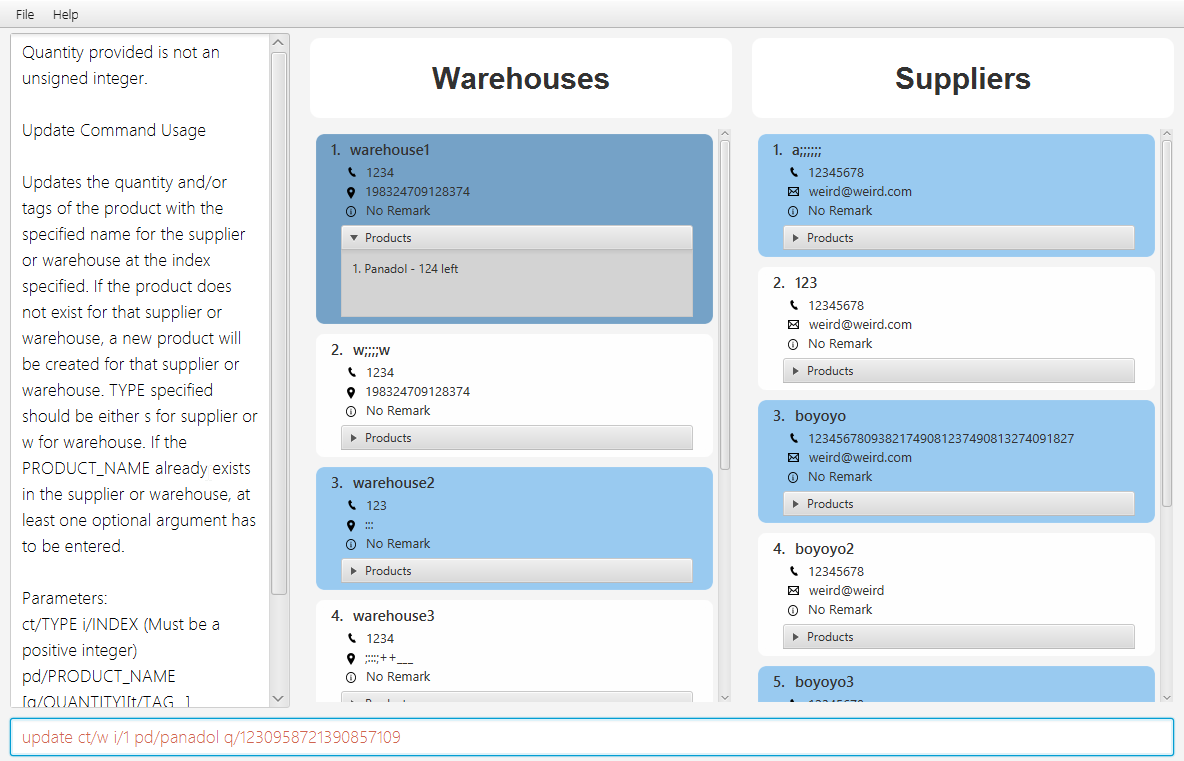 File Help
Quantity provided is not an
unsigned integer.
Update Command Usage
Updates the quantity and/or
tags of the product with the
specified name for the supplier
or warehouse at the index
specified. If the product does
not exist for that supplier or
warehouse, a new product will
be created for that supplier or
warehouse. TYPE specified
should be either s for supplier or
w for warehouse. If the
PRODUCT_NAME already exists
in the supplier or warehouse, at
least one optional argument has
to be entered.
Parameters:
ct/TYPE i/INDEX (Must be a
positive integer)
pd/PRODUCT_NAME
[q/QUANTITY][t/TAG...]
Warehouses
1. warehouse1
1234
198324709128374
No Remark
Products
1. Panadol - 124 left
2. w;;;;w
1234
198324709128374
No Remark
Products
3. warehouse2
123
:::
No Remark
Products
4. warehouse3
1234
No Remark
Products
Suppliers
1. a;;;;;;
12345678
weird@weird.com
No Remark
Products
2. 123
12345678
weird@weird.com
No Remark
Products
3. boyoyo
12345678093821749081237490813274091827
weird@weird.com
No Remark
Products
4. boyoyo2
12345678
weird@weird
No Remark
Products
5. boyoyo3
12345678
update ct/w i/1 pd/panadol q/1230958721390857109